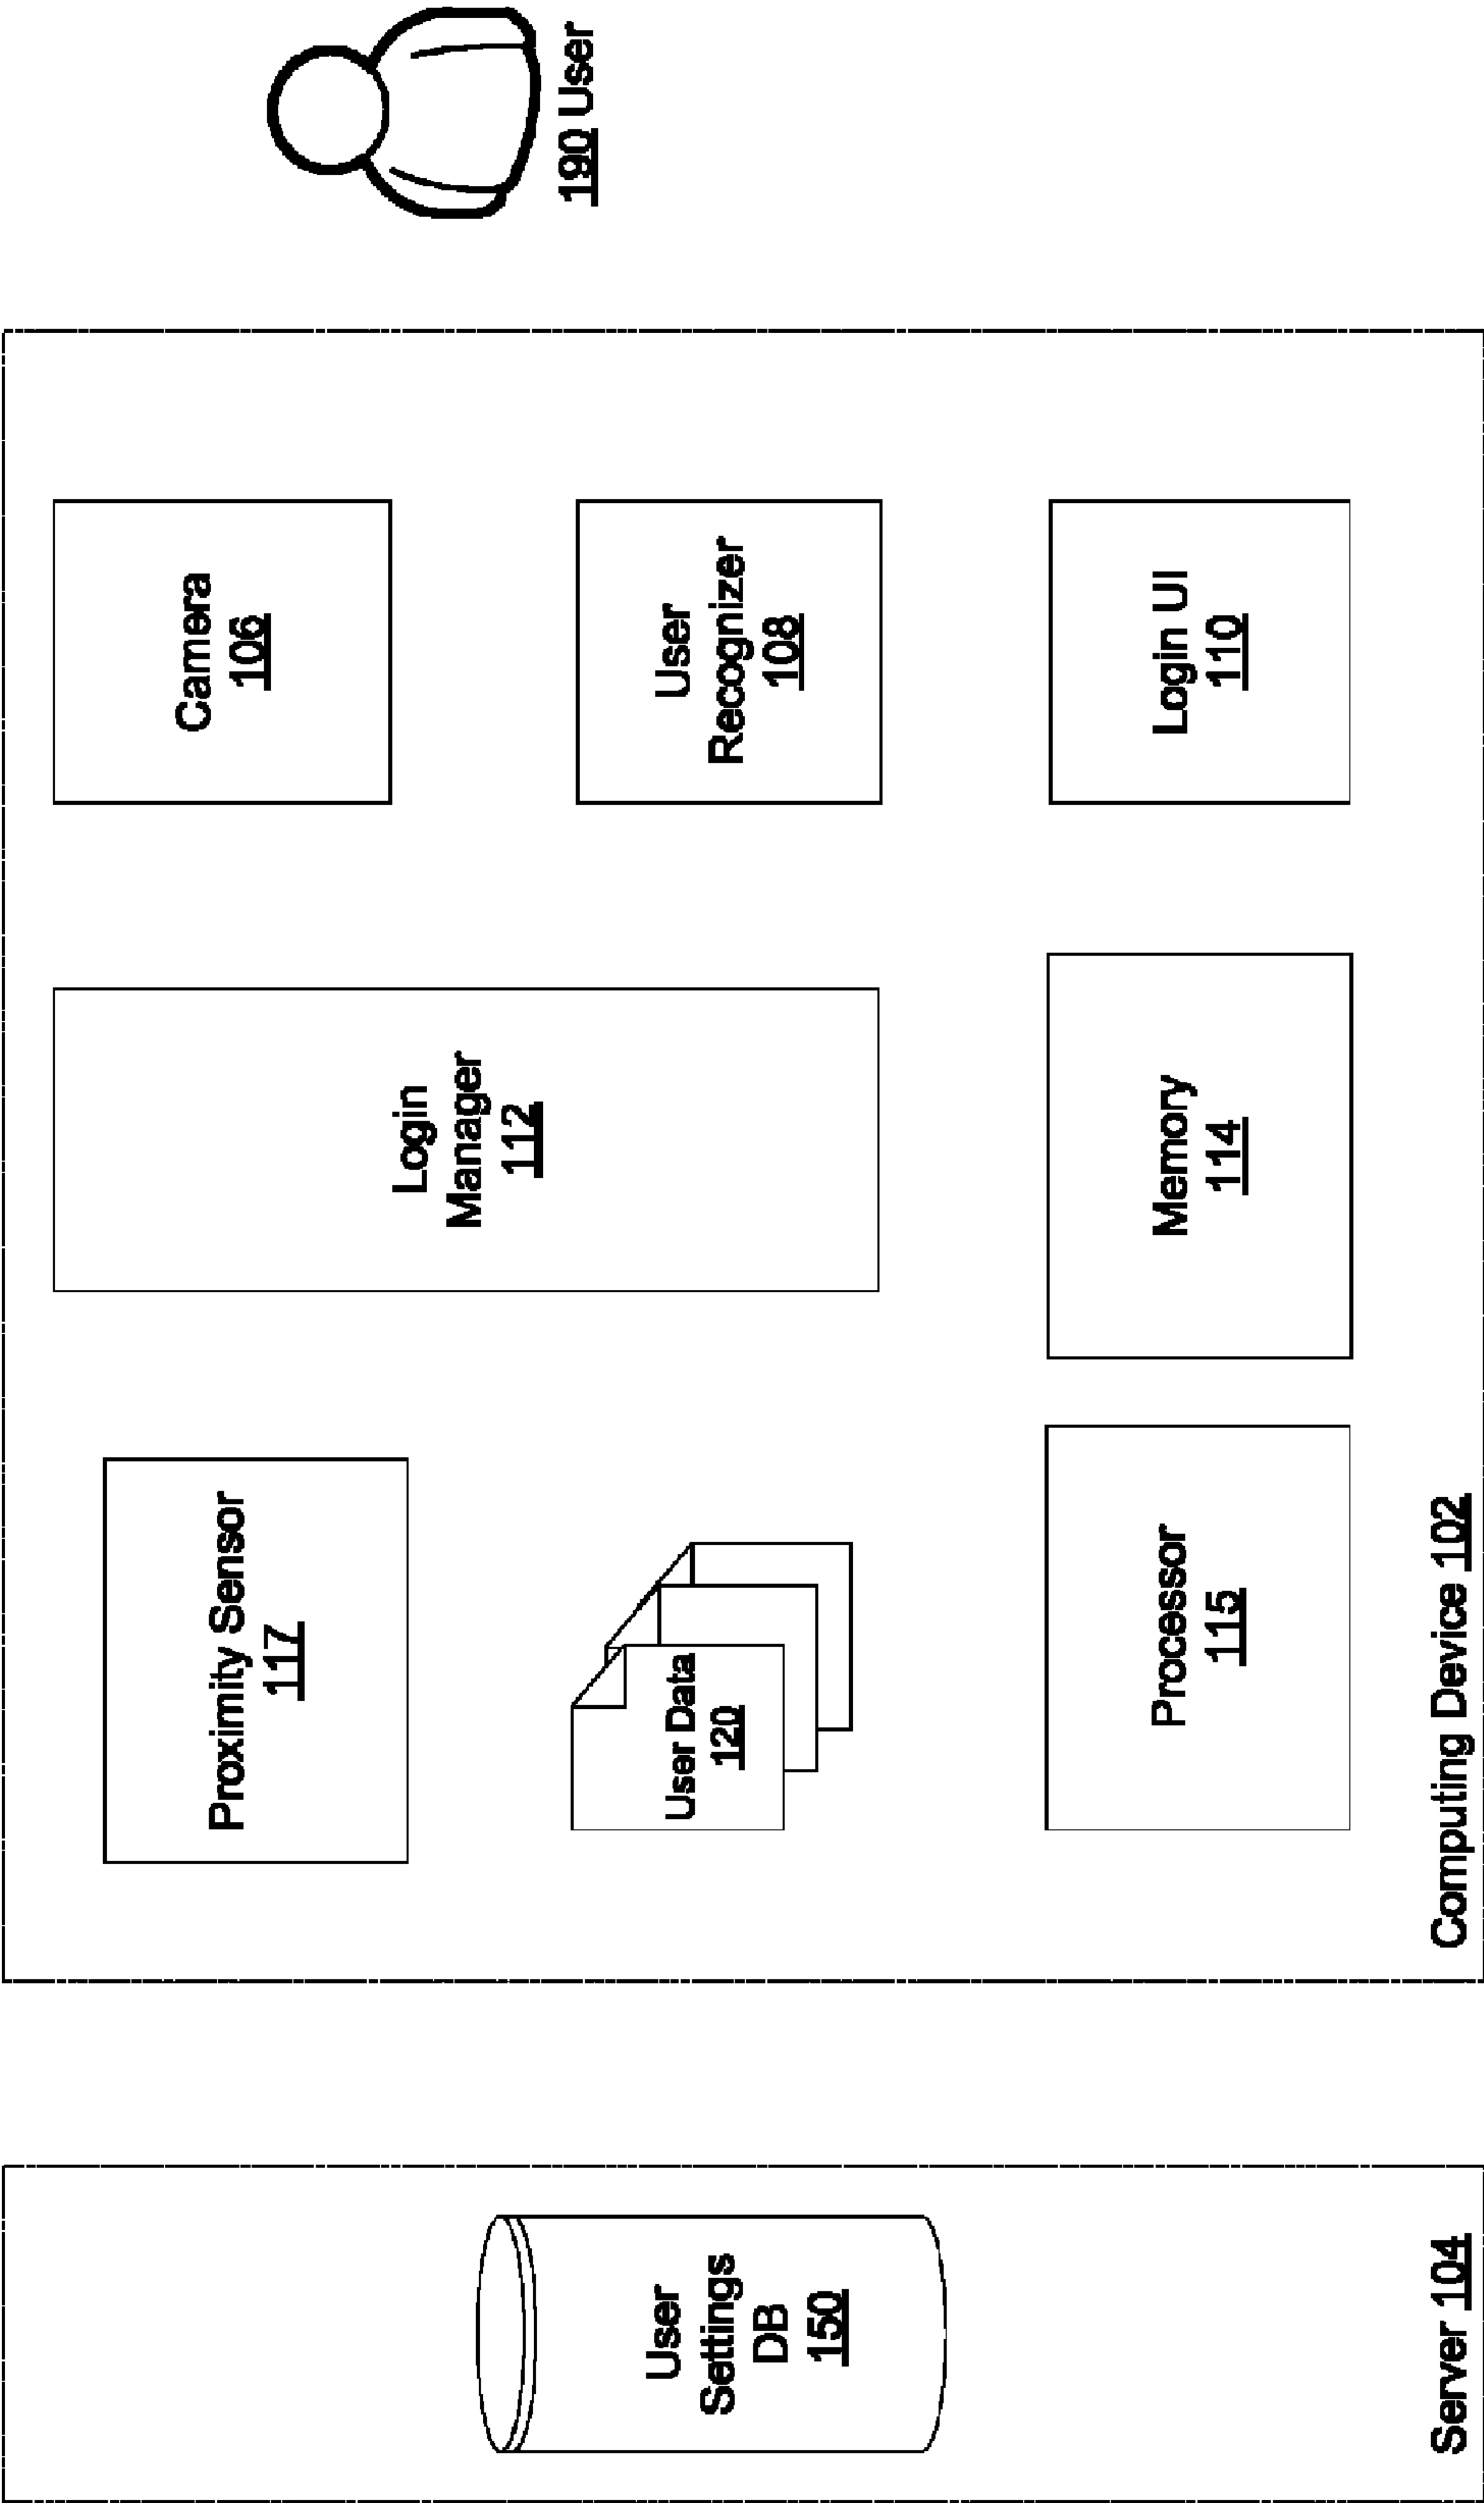 User
Settings
DB
150
Server 104
Proximity Sensor
117
User Data
120
Processor
115
Login
Manager
112
Memory
114
Camera
106
User
Recognizer
108
Login UI
110
Computing Device 102
190 User